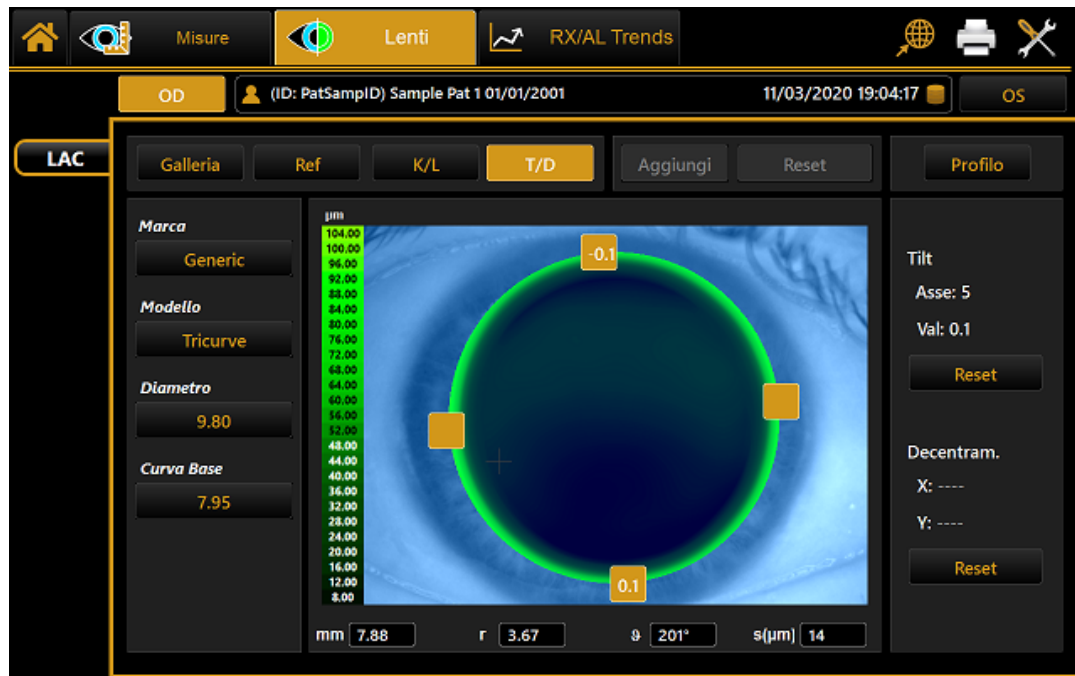 Misure Lenti RX/AL Trends
OD (ID: PatSampID) Sample Pat 1 01/01/2001 11/03/2020 19:04:17 OS
LAC
Galleria Ref K/L T/D Aggiungi Reset Profilo
Marca
Generic
Modello
Tricurve
Diametro
9.80
Curva Base
7.95
µm
104.00
100.00
96.00
92.00
88.00
84.00
80.00
76.00
72.00
68.00
64.00
60.00
56.00
52.00
48.00
44.00
40.00
36.00
32.00
28.00
24.00
20.00
16.00
12.00
8.00
-0.1
0.1
mm 7.88 r 3.67 ϑ 201° s(µm] 14
Tilt
Asse: 5
Val: 0.1
Reset
Decentram.
X: ----
Y: ----
Reset